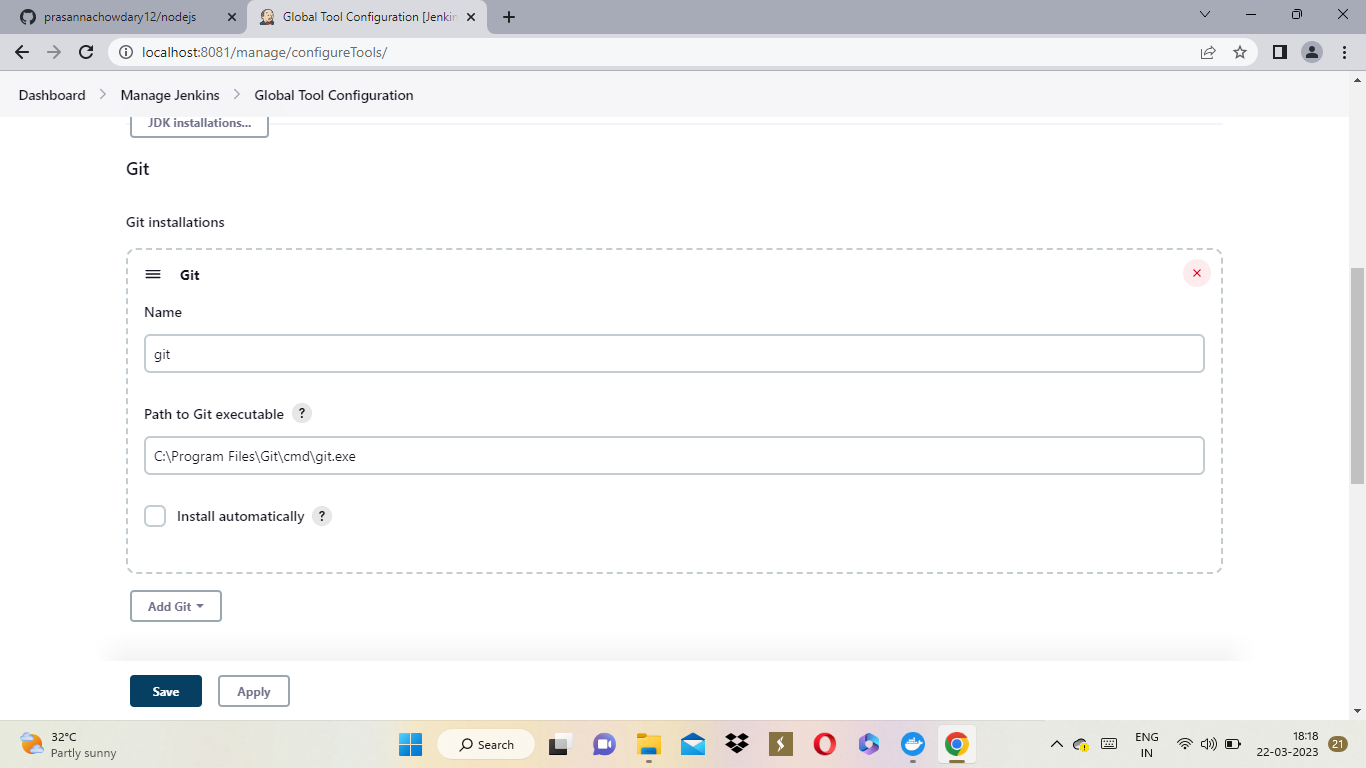 prasannachowdary12/nodejs
Global Tool Configuration [Jenkin
localhost:8081/manage/configureTools/
Dashboard > Manage Jenkins > Global Tool Configuration
JDK installations...
Git
Git installations
Git
Name
git
Path to Git executable ?
C:\Program Files\Git\cmd\git.exe
Install automatically ?
Add Git
Save Apply
32°C
Partly sunny
Search
ENG
IN
18:18
22-03-2023
21